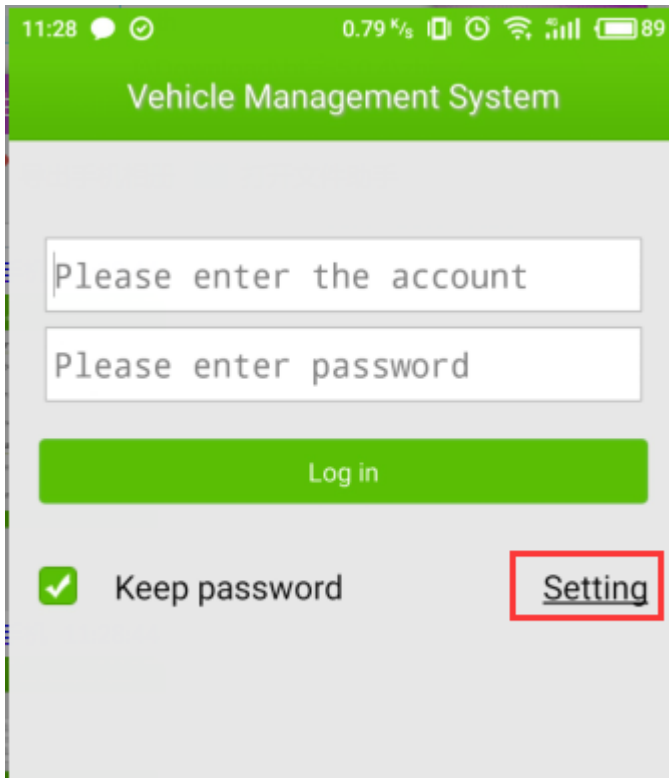 11:28 0.79 K/s 4G 89
Vehicle Management System
Please enter the account
Please enter password
Log in
Keep password Setting